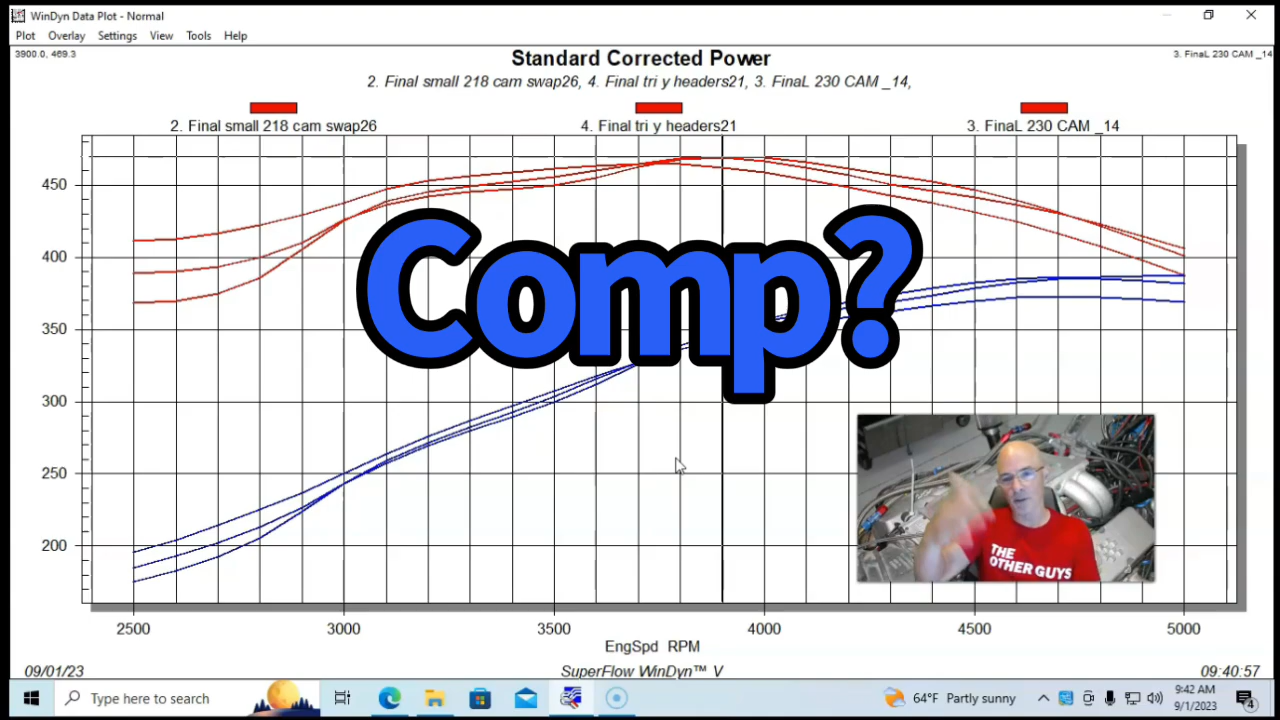 WinDyn Data Plot - Normal
Plot Overlay Settings View Tools Help
3900.0, 469.3
3. FinaL 230 CAM _14
Standard Corrected Power
2. Final small 218 cam swap26, 4. Final tri y headers21, 3. FinaL 230 CAM _14,
2. Final small 218 cam swap26
4. Final tri y headers21
3. FinaL 230 CAM _14
450
400
350
300
250
200
Comp?
THE
OTHER GUYS
2500 3000 3500 4000 4500 5000
EngSpd RPM
09/01/23
SuperFlow WinDyn™ V
09:40:57
Type here to search
64°F Partly sunny
9:42 AM
9/1/2023
4